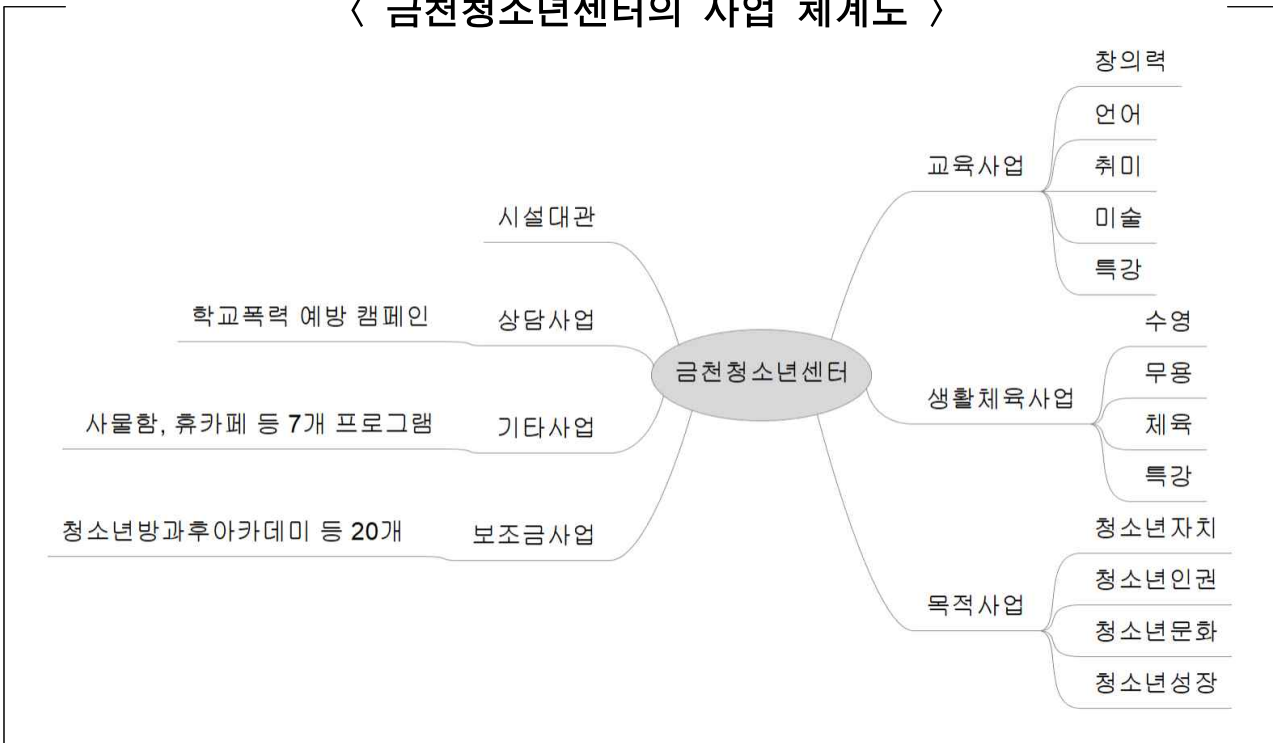 〈 금천청소년센터의 사업 체계도 〉
금천청소년센터
교육사업
창의력
언어
취미
미술
특강
생활체육사업
수영
무용
체육
특강
목적사업
청소년자치
청소년인권
청소년문화
청소년성장
시설대관
상담사업
학교폭력 예방 캠페인
기타사업
사물함, 휴카페 등 7개 프로그램
보조금사업
청소년방과후아카데미 등 20개